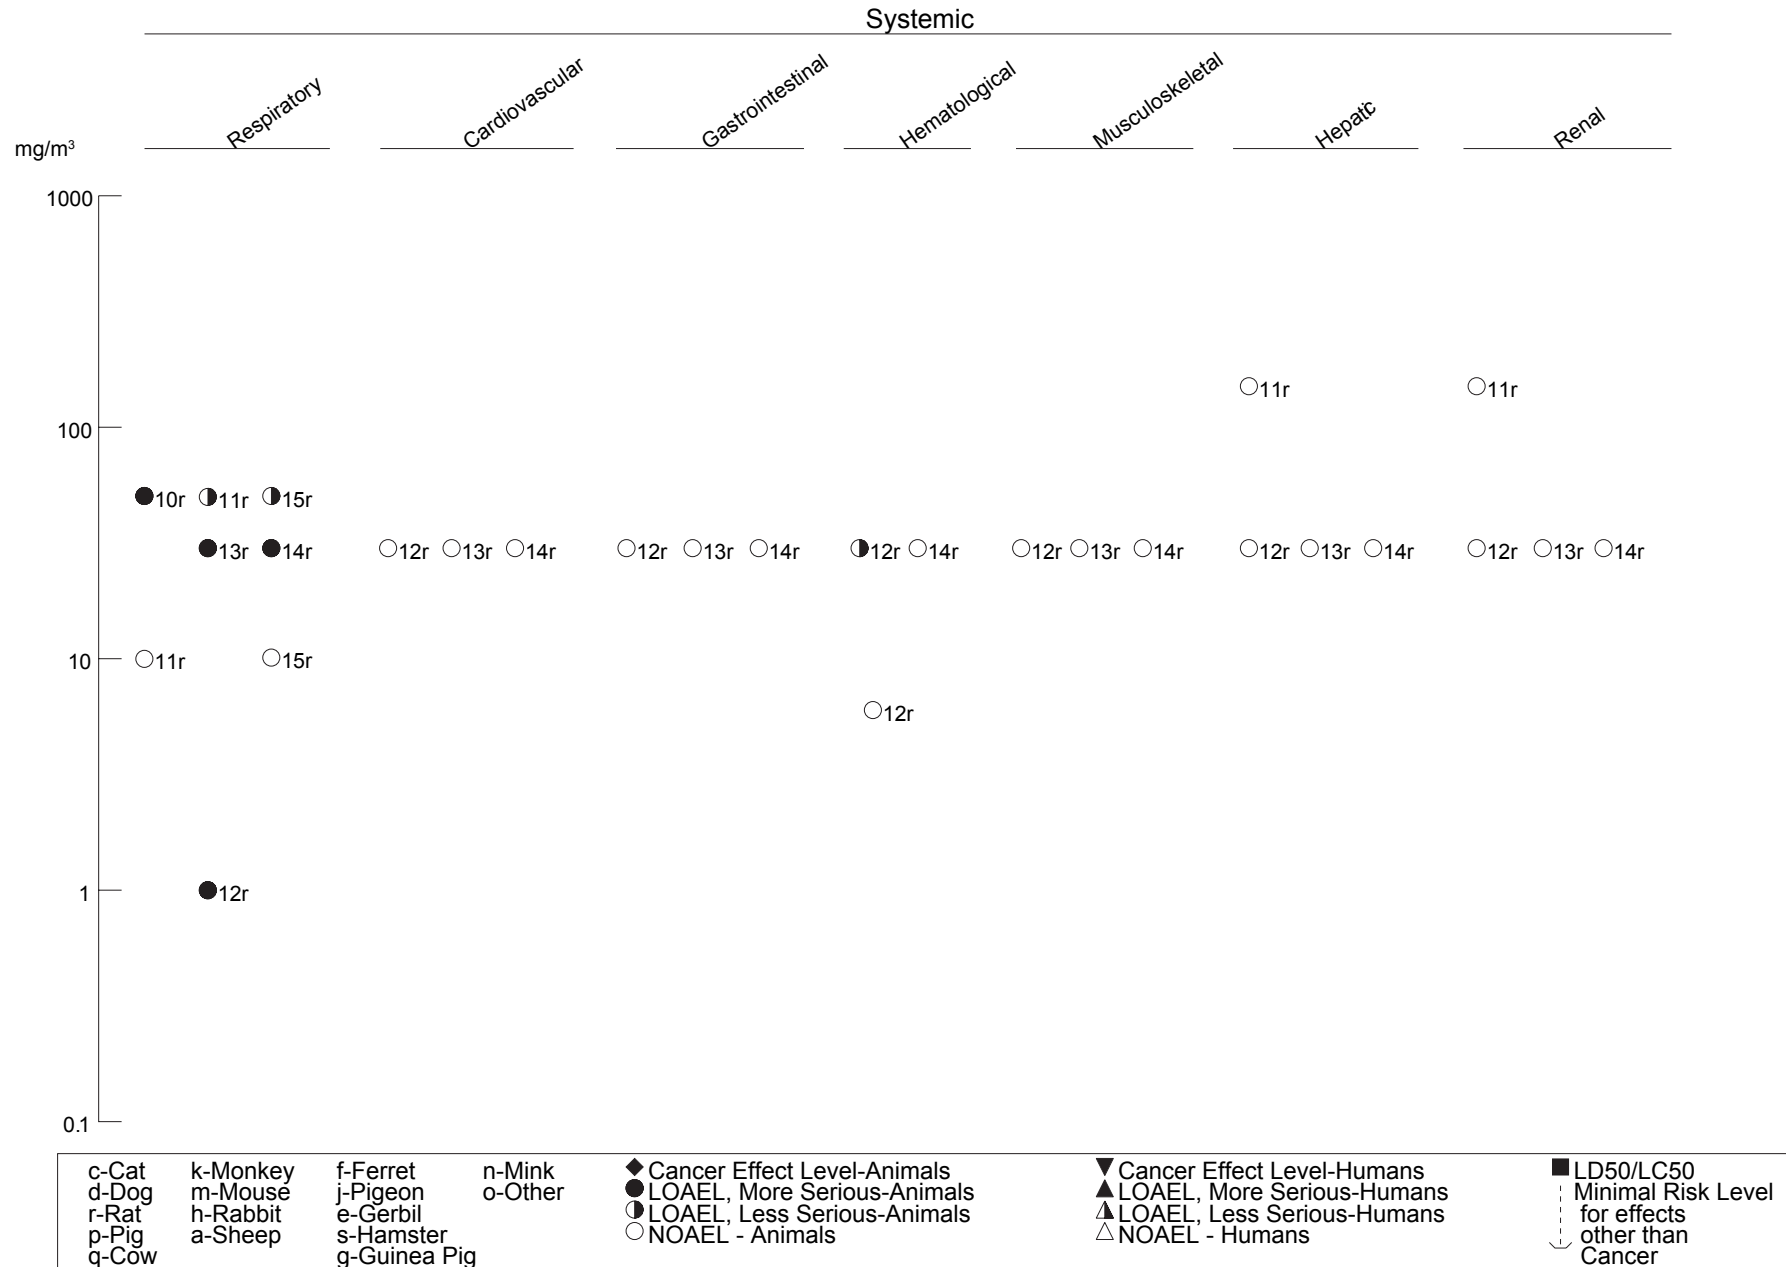 Systemic
Respiratory Cardiovascular Gastrointestinal Hematological Musculoskeletal Hepatic Renal
mg/m³
1000
11r 11r
100
10r 11r 15r
13r 14r 12r 13r 14r 12r 13r 14r 12r 14r 12r 13r 14r 12r 13r 14r 12r 13r 14r
10 11r 15r
12r
1 12r
0.1
c-Cat k-Monkey f-Ferret n-Mink Cancer Effect Level-Animals Cancer Effect Level-Humans LD50/LC50
d-Dog m-Mouse j-Pigeon o-Other LOAEL, More Serious-Animals LOAEL, More Serious-Humans Minimal Risk Level
r-Rat h-Rabbit e-Gerbil LOAEL, Less Serious-Animals LOAEL, Less Serious-Humans for effects
p-Pig a-Sheep s-Hamster NOAEL - Animals NOAEL - Humans other than
q-Cow g-Guinea Pig Cancer